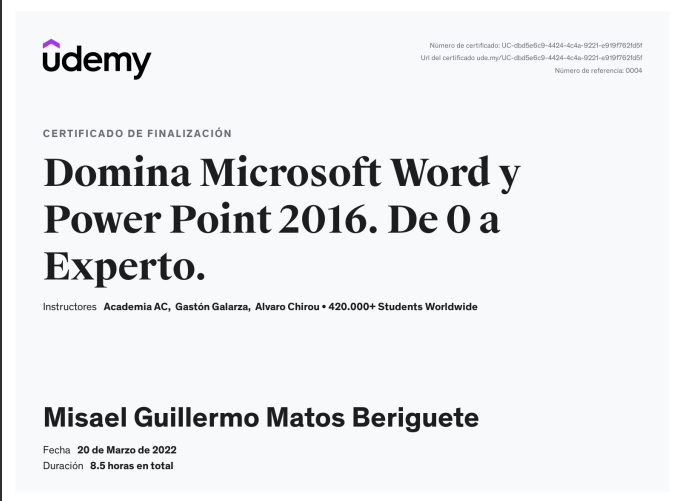 udemy
Número de certificado: UC-dbd5e6c9-4424-4c4a-9221-e919f762fd5f
Url del certificado ude.my/UC-dbd5e6c9-4424-4c4a-9221-e919f762fd5f
Número de referencia: 0004
CERTIFICADO DE FINALIZACIÓN
Domina Microsoft Word y
Power Point 2016. De 0 a
Experto.
Instructores Academia AC, Gastón Galarza, Alvaro Chirou • 420.000+ Students Worldwide
Misael Guillermo Matos Beriguete
Fecha 20 de Marzo de 2022
Duración 8.5 horas en total